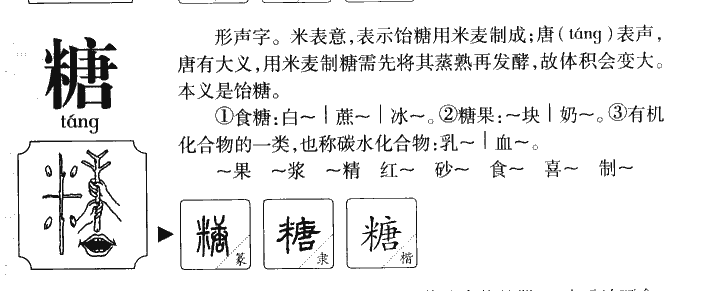 糖
táng
形声字。米表意，表示饴糖用米麦制成；唐（táng）表声，
唐有大义，用米麦制糖需先将其蒸熟再发酵，故体积会变大。
本义是饴糖。
①食糖：白～｜蔗～｜冰～。②糖果：～块｜奶～。③有机
化合物的一类，也称碳水化合物：乳～｜血～。
～果 ～浆 ～精 红～ 砂～ 食～ 喜～ 制～
糖 篆
糖 隶
糖 楷